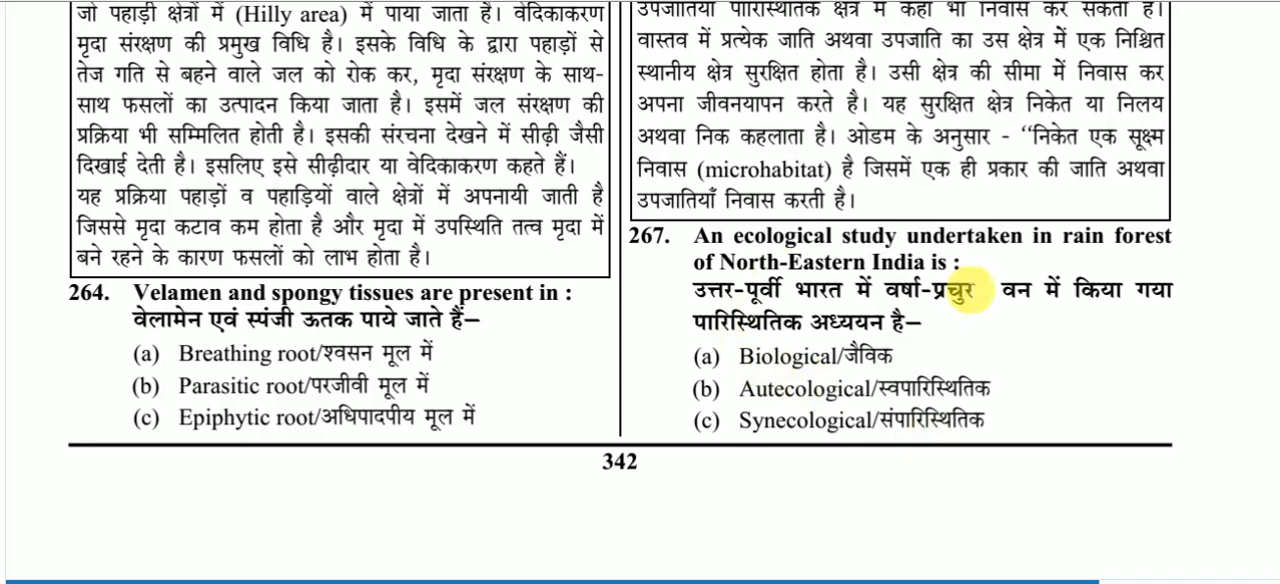 जो पहाड़ी क्षेत्रों में (Hilly area) में पाया जाता है। वेदिकाकरण
मृदा संरक्षण की प्रमुख विधि है। इसके विधि के द्वारा पहाड़ों से
तेज गति से बहने वाले जल को रोक कर, मृदा संरक्षण के साथ-
साथ फसलों का उत्पादन किया जाता है। इसमें जल संरक्षण की
प्रक्रिया भी सम्मिलित होती है। इसकी संरचना देखने में सीढ़ी जैसी
दिखाई देती है। इसलिए इसे सीढ़ीदार या वेदिकाकरण कहते हैं।
यह प्रक्रिया पहाड़ों व पहाड़ियों वाले क्षेत्रों में अपनायी जाती है
जिससे मृदा कटाव कम होता है और मृदा में उपस्थिति तत्व मृदा में
बने रहने के कारण फसलों को लाभ होता है।
264. Velamen and spongy tissues are present in :
वेलामेन एवं स्पंजी ऊतक पाये जाते हैं–
(a) Breathing root/श्वसन मूल में
(b) Parasitic root/परजीवी मूल में
(c) Epiphytic root/अधिपादपीय मूल में
उपजातियाँ पारिस्थितिक क्षेत्र में कहीं भी निवास कर सकती हैं।
वास्तव में प्रत्येक जाति अथवा उपजाति का उस क्षेत्र में एक निश्चित
स्थानीय क्षेत्र सुरक्षित होता है। उसी क्षेत्र की सीमा में निवास कर
अपना जीवनयापन करते है। यह सुरक्षित क्षेत्र निकेत या निलय
अथवा निक कहलाता है। ओडम के अनुसार - ‘‘निकेत एक सूक्ष्म
निवास (microhabitat) है जिसमें एक ही प्रकार की जाति अथवा
उपजातियाँ निवास करती है।
267. An ecological study undertaken in rain forest
of North-Eastern India is :
उत्तर-पूर्वी भारत में वर्षा-प्रचुर वन में किया गया
पारिस्थितिक अध्ययन है–
(a) Biological/जैविक
(b) Autecological/स्वपारिस्थितिक
(c) Synecological/संपारिस्थितिक
342